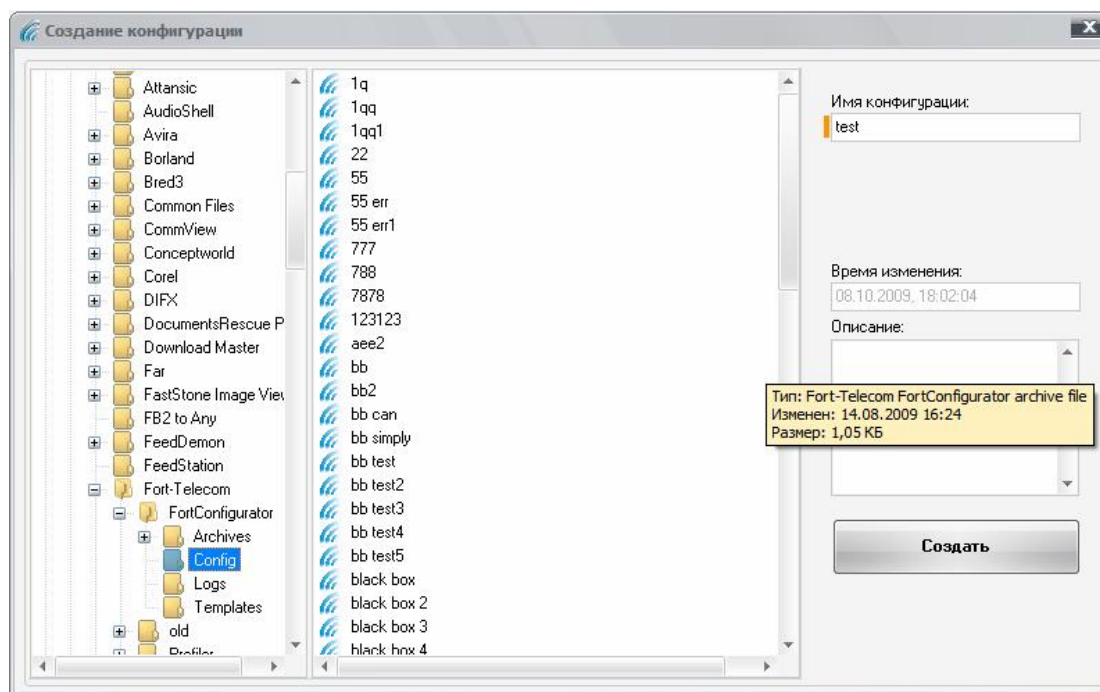 Создание конфигурации
Attansic
AudioShell
Avira
Borland
Bred3
Common Files
CommView
Conceptworld
Corel
DIFX
DocumentsRescue P
Download Master
Far
FastStone Image Viev
FB2 to Any
FeedDemon
FeedStation
Fort-Telecom
FortConfigurator
Archives
Config
Logs
Templates
old
Profiler
1q
1qq
1qq1
22
55
55 err
55 err1
777
788
7878
123123
aee2
bb
bb2
bb can
bb simply
bb test
bb test2
bb test3
bb test4
bb test5
black box
black box 2
black box 3
black box 4
Имя конфигурации:
test
Время изменения:
08.10.2009, 18:02:04
Описание:
Тип: Fort-Telecom FortConfigurator archive file
Изменен: 14.08.2009 16:24
Размер: 1,05 КБ
Создать